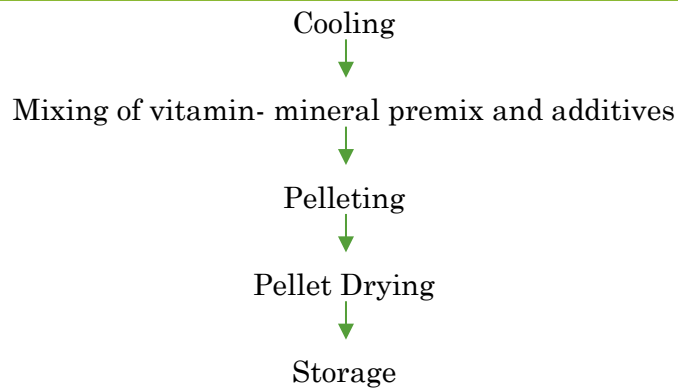 Cooling
Mixing of vitamin- mineral premix and additives
Pelleting
Pellet Drying
Storage